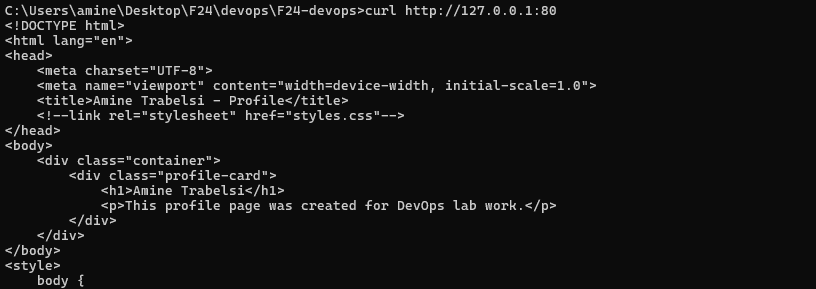 C:\Users\amine\Desktop\F24\devops\F24-devops>curl http://127.0.0.1:80
<!DOCTYPE html>
<html lang="en">
<head>
    <meta charset="UTF-8">
    <meta name="viewport" content="width=device-width, initial-scale=1.0">
    <title>Amine Trabelsi - Profile</title>
    <!--link rel="stylesheet" href="styles.css"-->
</head>
<body>
    <div class="container">
        <div class="profile-card">
            <h1>Amine Trabelsi</h1>
            <p>This profile page was created for DevOps lab work.</p>
        </div>
    </div>
</body>
<style>
    body {